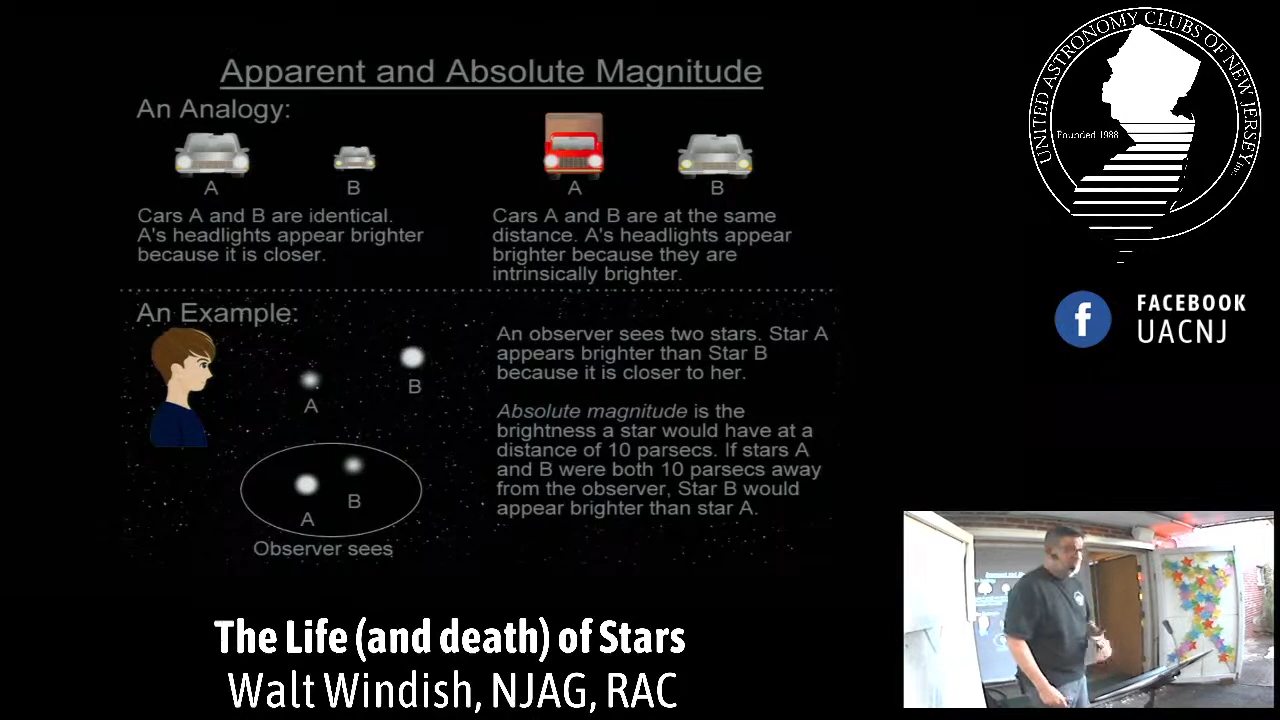 Apparent and Absolute Magnitude
An Analogy:
A
B
A
B
Cars A and B are identical.
A's headlights appear brighter
because it is closer.
Cars A and B are at the same
distance. A's headlights appear
brighter because they are
intrinsically brighter.
An Example:
A
B
A
B
Observer sees
An observer sees two stars. Star A
appears brighter than Star B
because it is closer to her.
Absolute magnitude is the
brightness a star would have at a
distance of 10 parsecs. If stars A
and B were both 10 parsecs away
from the observer, Star B would
appear brighter than star A.
UNITED ASTRONOMY CLUBS OF NEW JERSEY, Inc.
Founded 1988
f
FACEBOOK
UACNJ
The Life (and death) of Stars
Walt Windish, NJAG, RAC